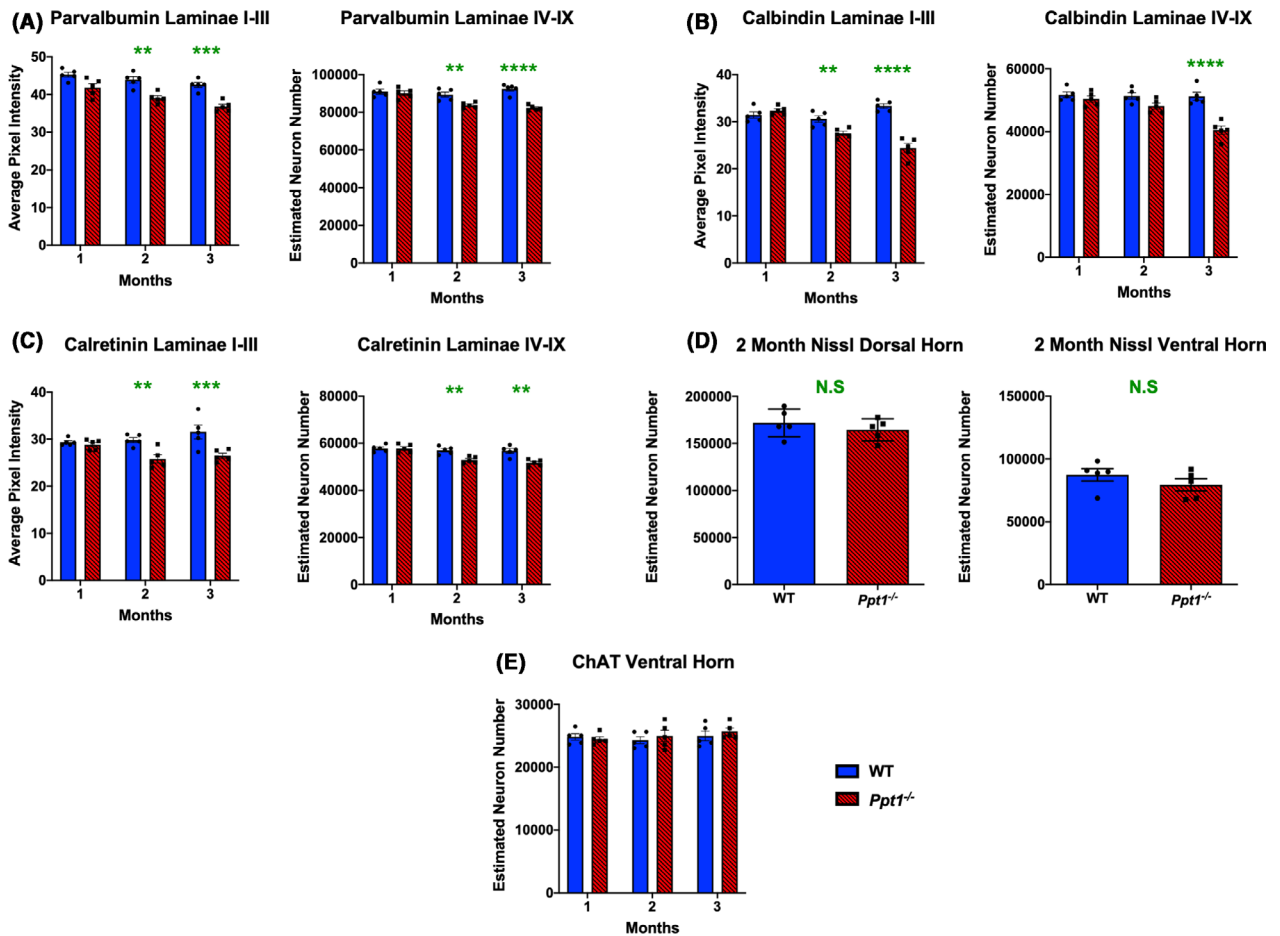 (A)
Parvalbumin Laminae I-III
Average Pixel Intensity
50
40
30
20
10
0
** ***
1 2 3
Months
Parvalbumin Laminae IV-IX
Estimated Neuron Number
100000
80000
60000
40000
20000
0
** ****
1 2 3
Months
(B)
Calbindin Laminae I-III
Average Pixel Intensity
40
30
20
10
0
** ****
1 2 3
Months
Calbindin Laminae IV-IX
Estimated Neuron Number
60000
40000
20000
0
****
1 2 3
Months
(C)
Calretinin Laminae I-III
Average Pixel Intensity
40
30
20
10
0
** ***
1 2 3
Months
Calretinin Laminae IV-IX
Estimated Neuron Number
80000
60000
40000
20000
0
** **
1 2 3
Months
(D)
2 Month Nissl Dorsal Horn
Estimated Neuron Number
200000
150000
100000
50000
0
N.S
WT Ppt1-/-
2 Month Nissl Ventral Horn
Estimated Neuron Number
150000
100000
50000
0
N.S
WT Ppt1-/-
(E)
ChAT Ventral Horn
Estimated Neuron Number
30000
20000
10000
0
1 2 3
Months
WT
Ppt1-/-